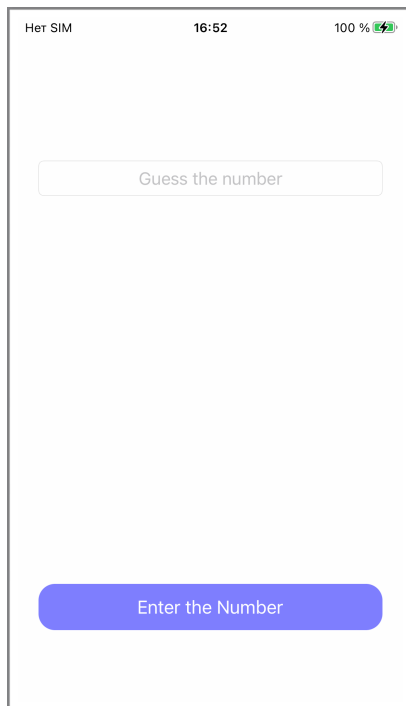 Нет SIM 16:52 100 %
Guess the number
Enter the Number